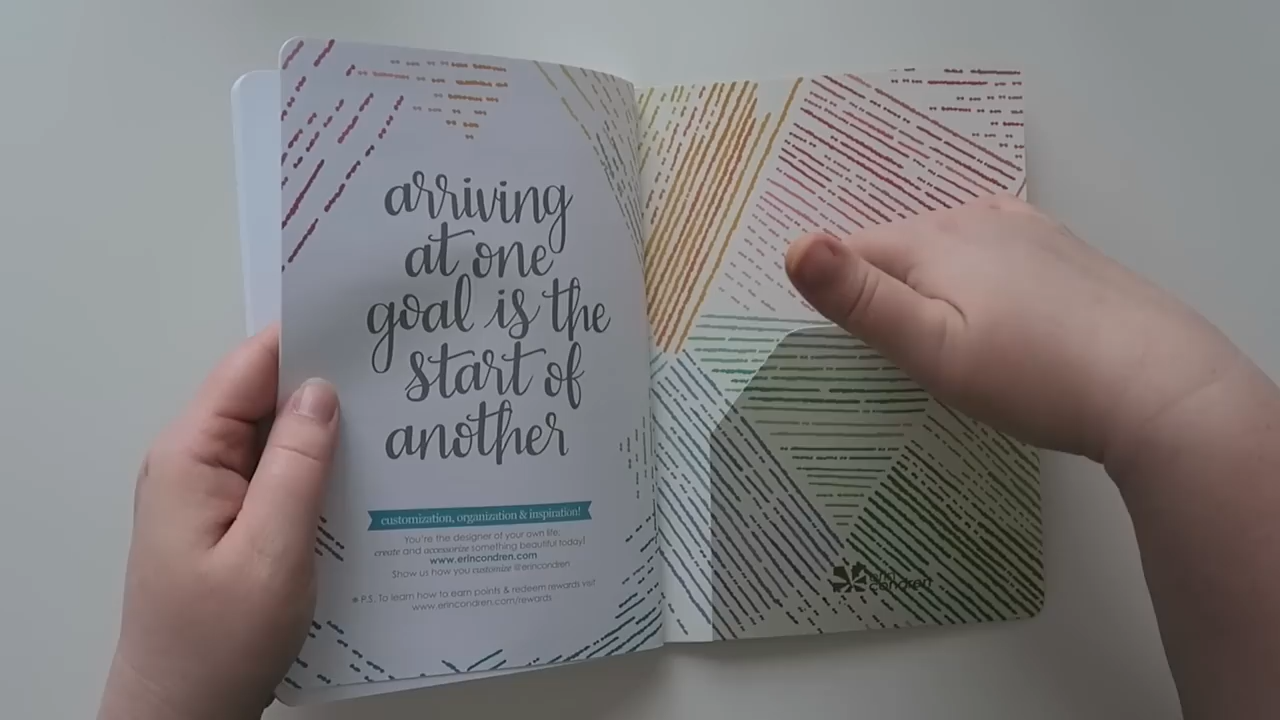 arriving
at one
goal is the
start of
another
customization, organization & inspiration!
You're the designer of your own life,
create and accessorize something beautiful today!
www.erincondren.com
Show us how you customize @erincondren
* P.S. To learn how to earn points & redeem rewards visit
www.erincondren.com/rewards
erin
condren